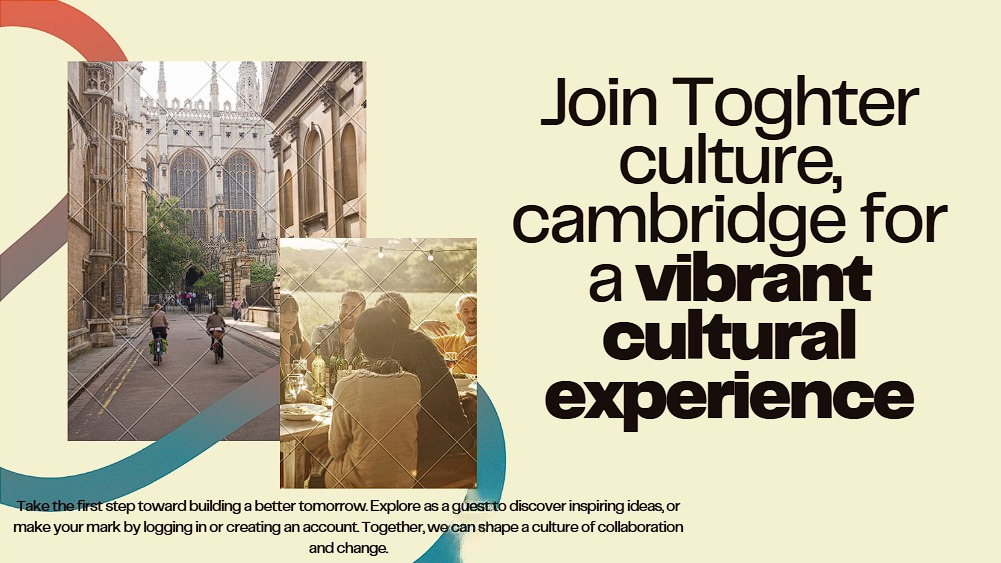 Join Toghter
culture,
cambridge for
a vibrant
cultural
experience
Take the first step toward building a better tomorrow. Explore as a guest to discover inspiring ideas, or
make your mark by logging in or creating an account. Together, we can shape a culture of collaboration
and change.